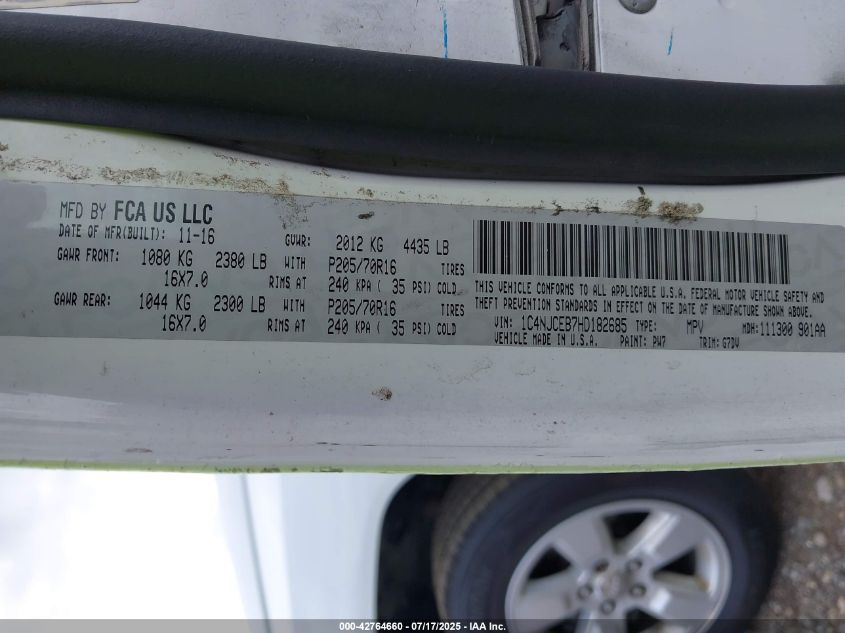 MFD BY FCA US LLC
DATE OF MFR(BUILT): 11-16 GVWR: 2012 KG 4435 LB
GAWR FRONT: 1080 KG 2380 LB WITH P205/70R16 TIRES
16X7.0 RIMS AT 240 KPA ( 35 PSI) COLD
GAWR REAR: 1044 KG 2300 LB WITH P205/70R16 TIRES
16X7.0 RIMS AT 240 KPA ( 35 PSI) COLD
THIS VEHICLE CONFORMS TO ALL APPLICABLE U.S.A. FEDERAL MOTOR VEHICLE SAFETY AND
THEFT PREVENTION STANDARDS IN EFFECT ON THE DATE OF MANUFACTURE SHOWN ABOVE.
VIN: 1C4NJCEB7HD182685 TYPE: MPV MDH:111300 901AA
VEHICLE MADE IN U.S.A. PAINT: PW7 TRIM: G7DV
000-42764660 - 07/17/2025 - IAA Inc.